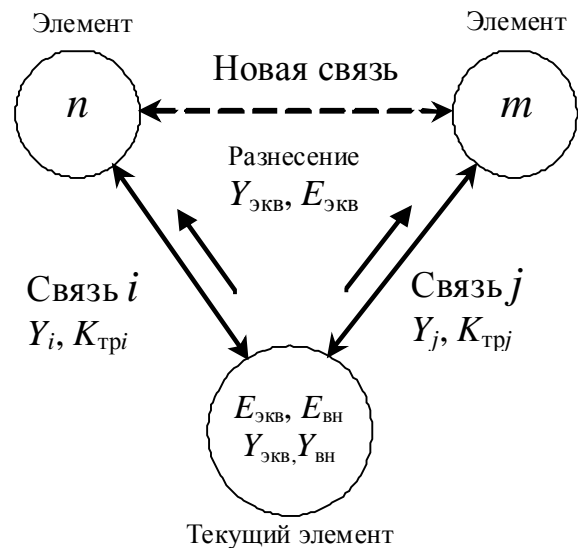 Элемент
Элемент
n
Новая связь
m
Разнесение
Yэкв, Eэкв
Связь i
Yi, Kтрi
Связь j
Yj, Kтрj
Eэкв, Eвн
Yэкв, Yвн
Текущий элемент